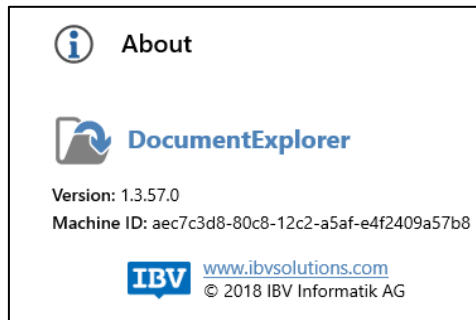 About
DocumentExplorer
Version: 1.3.57.0
Machine ID: aec7c3d8-80c8-12c2-a5af-e4f2409a57b8
IBV
www.ibvsolutions.com
© 2018 IBV Informatik AG